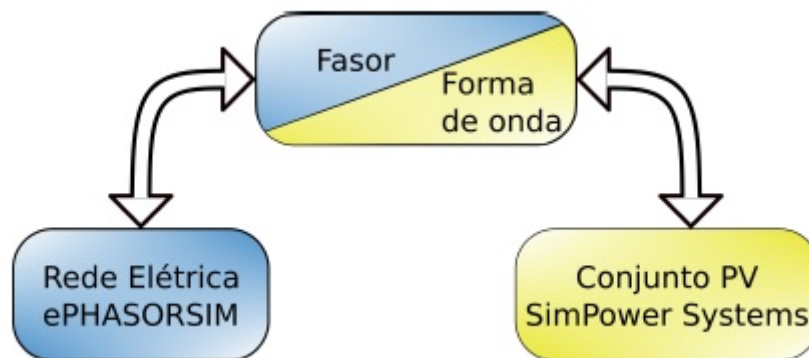 Fasor
Forma
de onda
Rede Elétrica
ePHASORSIM
Conjunto PV
SimPower Systems